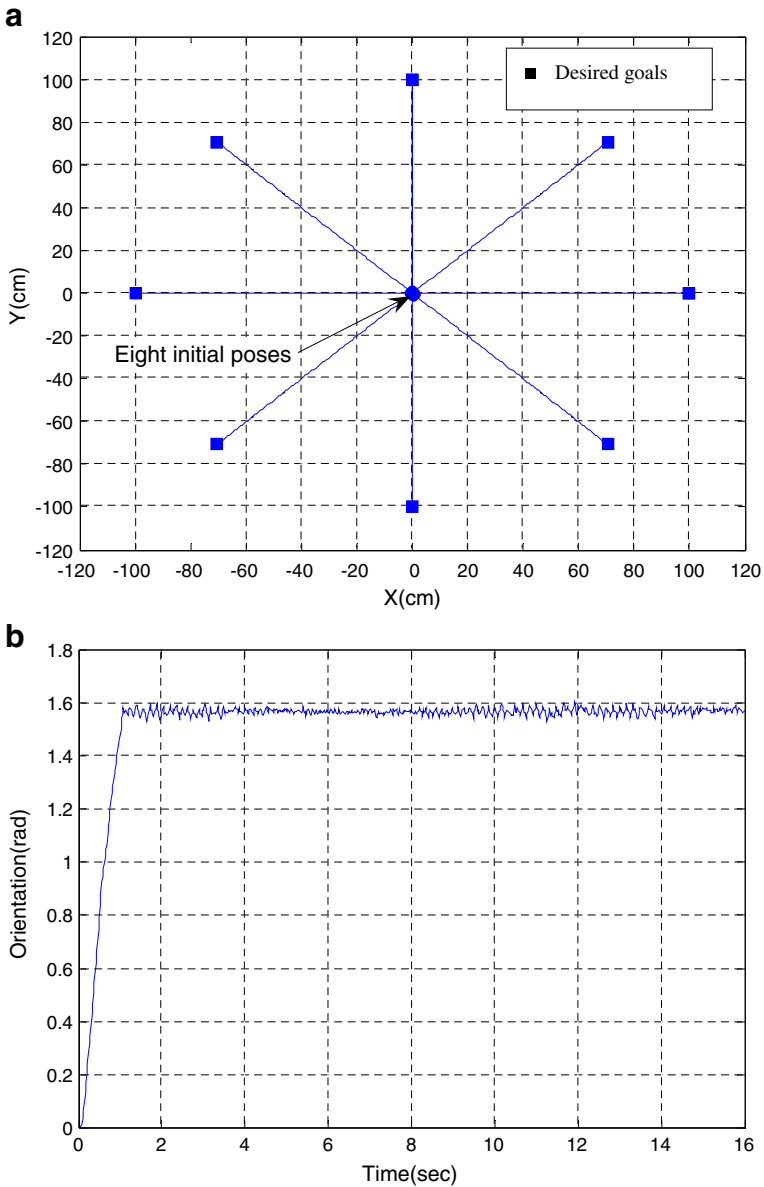 a
120
100
80
60
40
20
0
-20
-40
-60
-80
-100
-120
Y(cm)
Desired goals
Eight initial poses
-120 -100 -80 -60 -40 -20 0 20 40 60 80 100 120
X(cm)
b
1.8
1.6
1.4
1.2
1
0.8
0.6
0.4
0.2
0
Orientation(rad)
0 2 4 6 8 10 12 14 16
Time(sec)